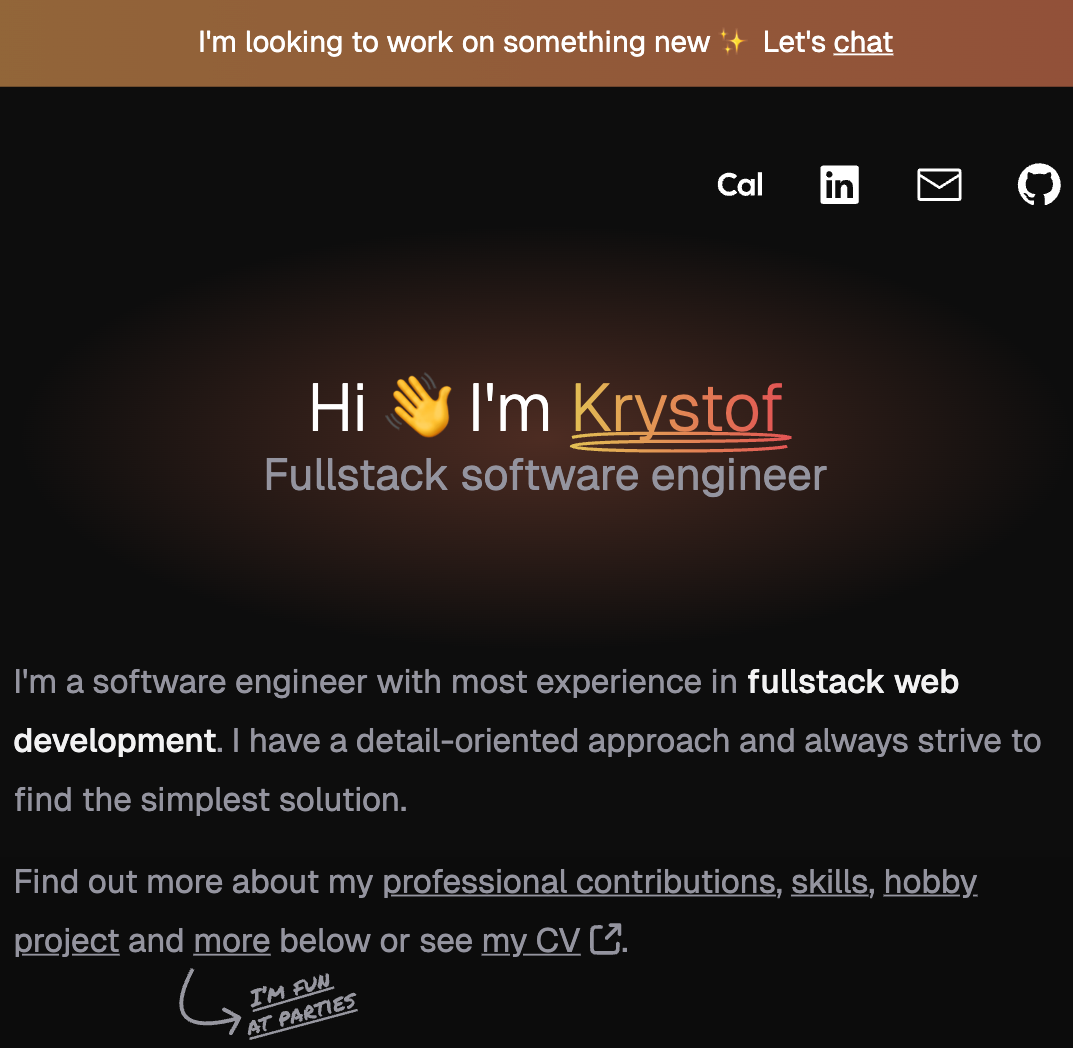 I'm looking to work on something new ✨ Let's chat
Cal
in
Hi 👋 I'm Krystof
Fullstack software engineer
I'm a software engineer with most experience in fullstack web
development. I have a detail-oriented approach and always strive to
find the simplest solution.
Find out more about my professional contributions, skills, hobby
project and more below or see my CV.
I'M FUN
AT PARTIES